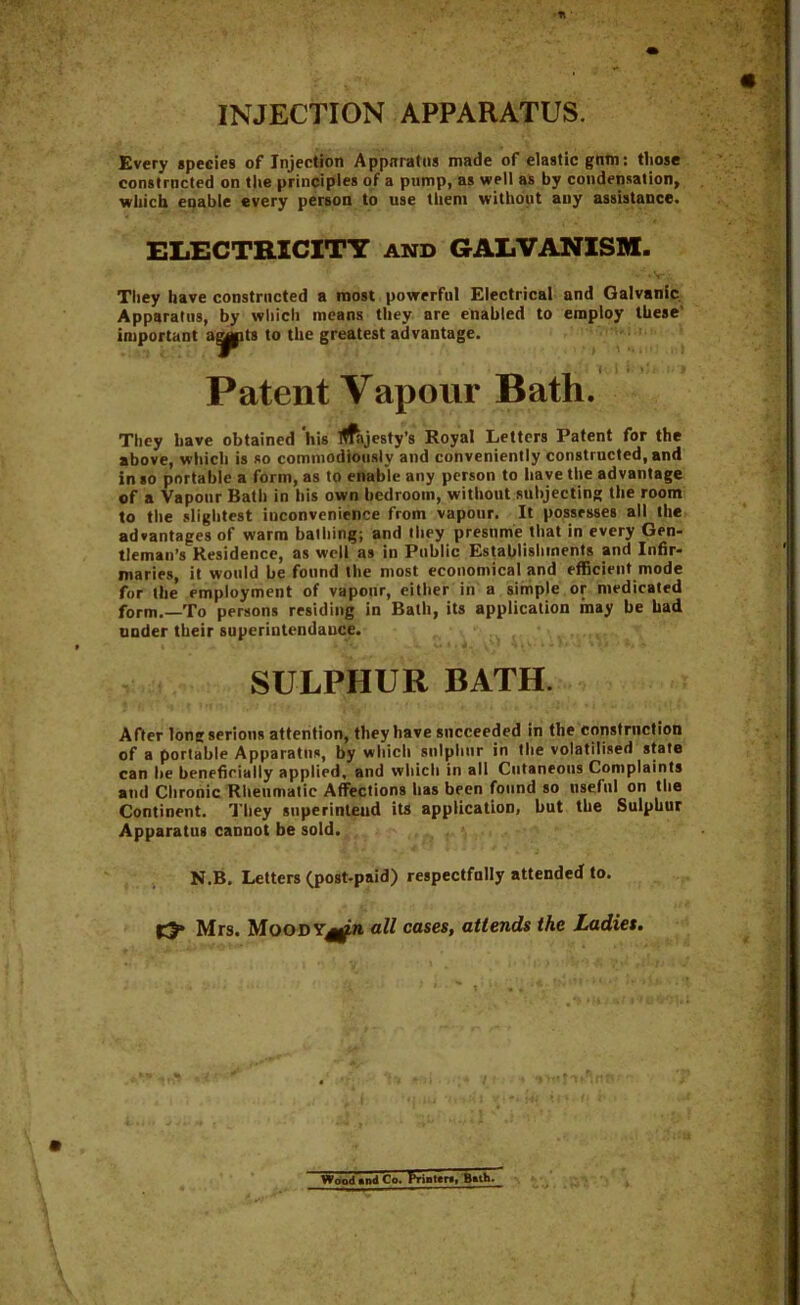 INJECTION APPARATUS.
Every species of Injection Apparatus made of elastic gum: those
constructed on the principles of a pump, as well as by condensation,
which enable every person to use them without any assistance.
ELECTRICITY AND GALVANISM.
They have constructed a most powerful Electrical and Galvanic
Apparatus, by which means they are enabled to employ these
important agents to the greatest advantage.
Patent Vapour Bath.
They have obtained his Majesty's Royal Letters Patent for the
above, which is so commodiously and conveniently constructed, and
in so portable a form, as to enable any person to have the advantage
of a Vapour Bath in his own bedroom, without subjecting the room
to the slightest inconvenience from vapour. It possesses all the
advantages of warm bathing; and they presume that in every Gen-
tleman's Residence, as well as in Public Establishments and Infir-
maries, it would be found the most economical and efficient mode
for the employment of vapour, either in a simple or medicated
form.—To persons residing in Bath, its application may be had
under their superintendance.
SULPHUR BATH.
After long serious attention, they have succeeded in the construction
of a portable Apparatus, by which sulphur in the volatilised state
can be beneficially applied, and which in all Cutaneous Complaints
and Chronic Rheumatic Affections has been found so useful on the
Continent. They superintend its application, but the Sulphur
Apparatus cannot be sold.
N.B. Letters (post-paid) respectfully attended to.
☞ Mrs. MOODY in all cases, attends the Ladies.
Wood and Co. Printers, Bath.